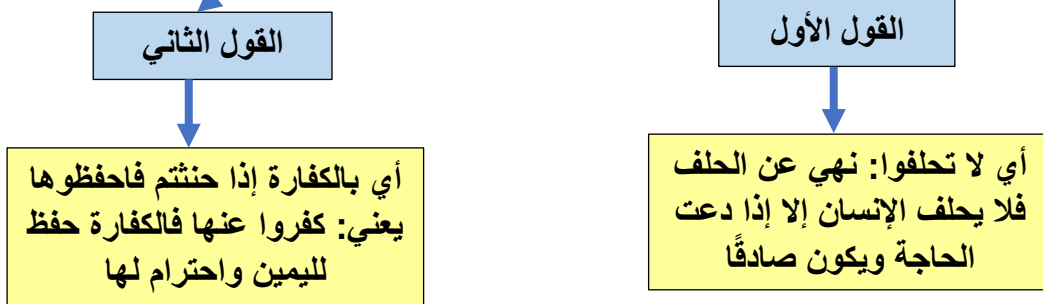 القول الأول
أي لا تحلفوا: نهي عن الحلف
فلا يحلف الإنسان إلا إذا دعت
الحاجة ويكون صادقًا
القول الثاني
أي بالكفارة إذا حنثتم فاحفظوها
يعني: كفروا عنها فالكفارة حفظ
لليمين واحترام لها